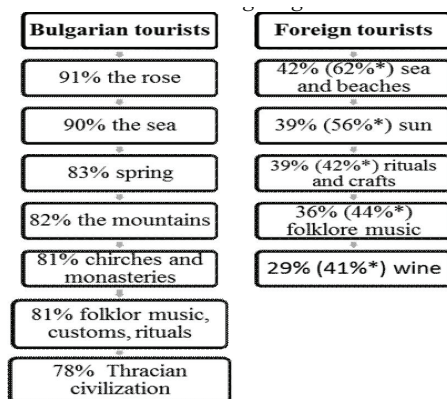 Bulgarian tourists
91% the rose
90% the sea
83% spring
82% the mountains
81% chirches and
monasteries
81% folklor music,
customs, rituals
78% Thracian
civilization
Foreign tourists
42% (62%*) sea
and beaches
39% (56%*) sun
39% (42%*) rituals
and crafts
36% (44%*)
folklore music
29% (41%*) wine